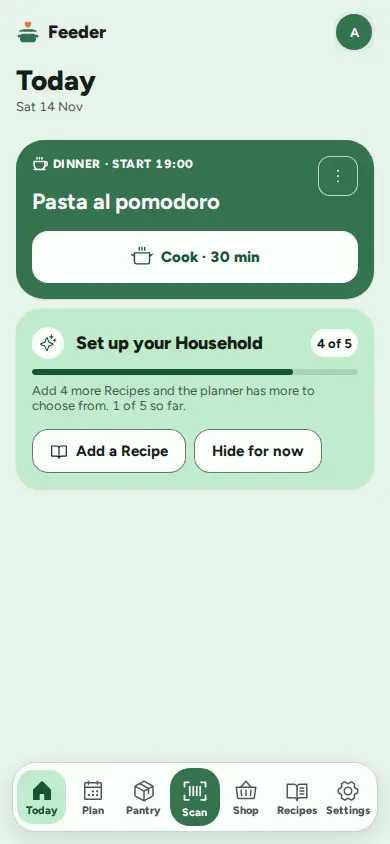 Feeder
A
Today
Sat 14 Nov
DINNER · START 19:00
Pasta al pomodoro
Cook · 30 min
Set up your Household
4 of 5
Add 4 more Recipes and the planner has more to
choose from. 1 of 5 so far.
Add a Recipe
Hide for now
Today
Plan
Pantry
Scan
Shop
Recipes
Settings